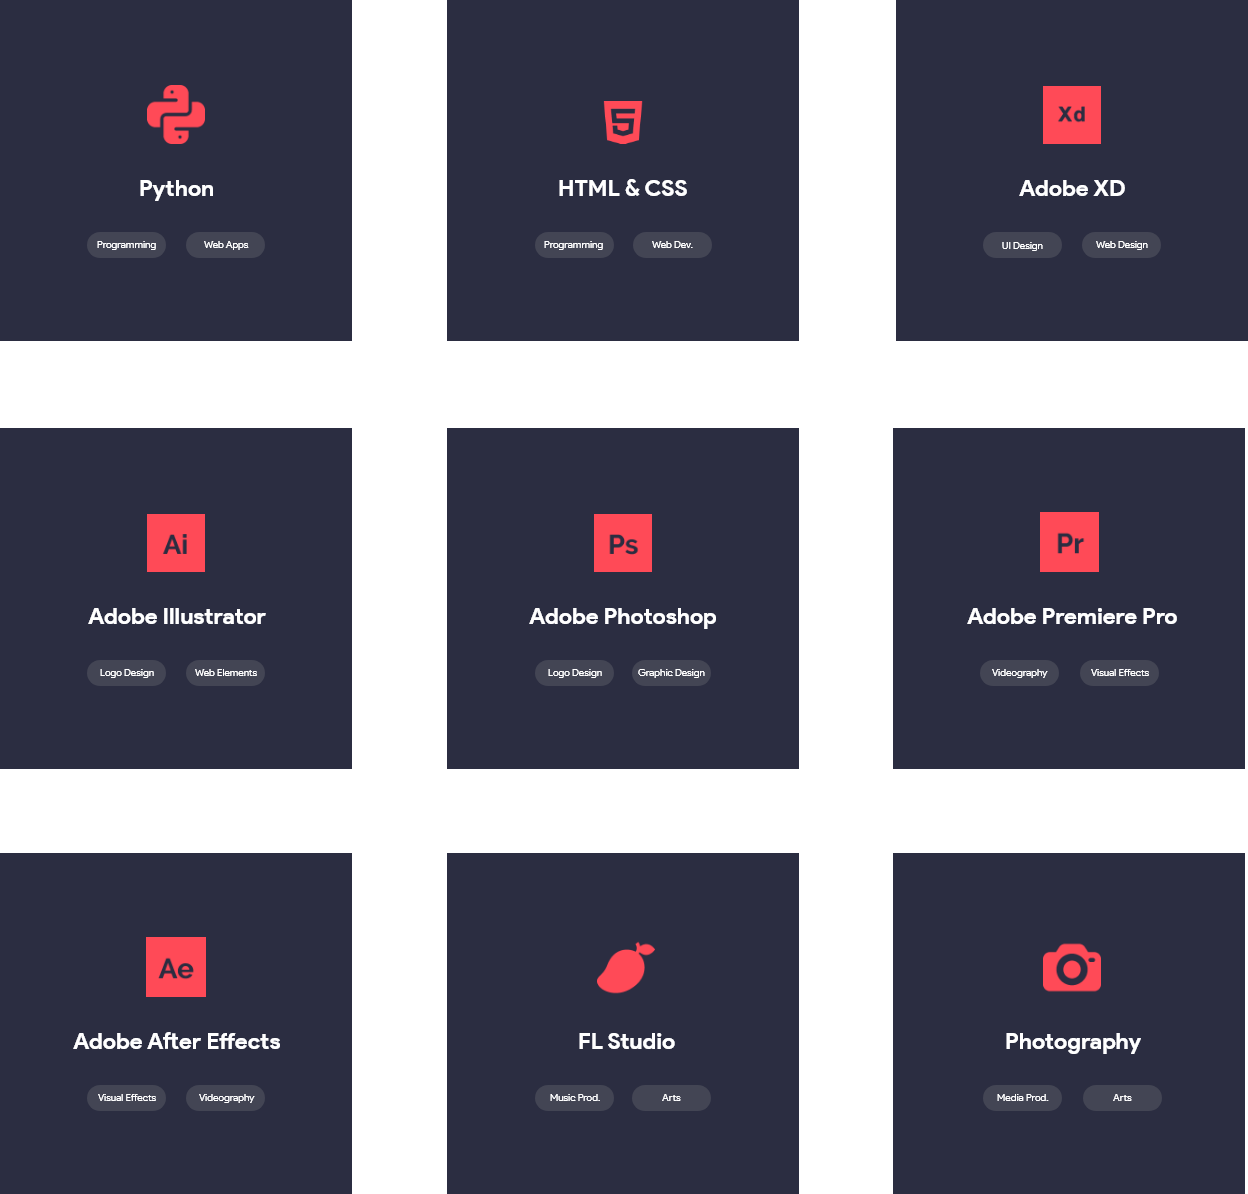 Xd
Python
HTML & CSS
Adobe XD
Programming
Web Apps
Programming
Web Dev.
UI Design
Web Design
Ai
Ps
Pr
Adobe Illustrator
Adobe Photoshop
Adobe Premiere Pro
Logo Design
Web Elements
Logo Design
Graphic Design
Videography
Visual Effects
Ae
Adobe After Effects
FL Studio
Photography
Visual Effects
Videography
Music Prod.
Arts
Media Prod.
Arts